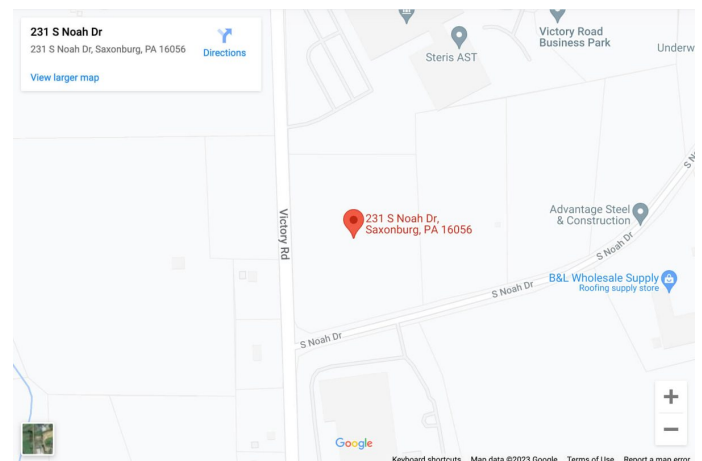 231 S Noah Dr
231 S Noah Dr, Saxonburg, PA 16056
Directions
View larger map
Steris AST
Victory Road
Business Park
Underw
Victory Rd
231 S Noah Dr,
Saxonburg, PA 16056
Advantage Steel
& Construction
S N
S Noah Dr
B&L Wholesale Supply
Roofing supply store
S Noah Dr
S Noah Dr
+
−
Google
Keyboard shortcuts Map data ©2023 Google Terms of Use Report a map error